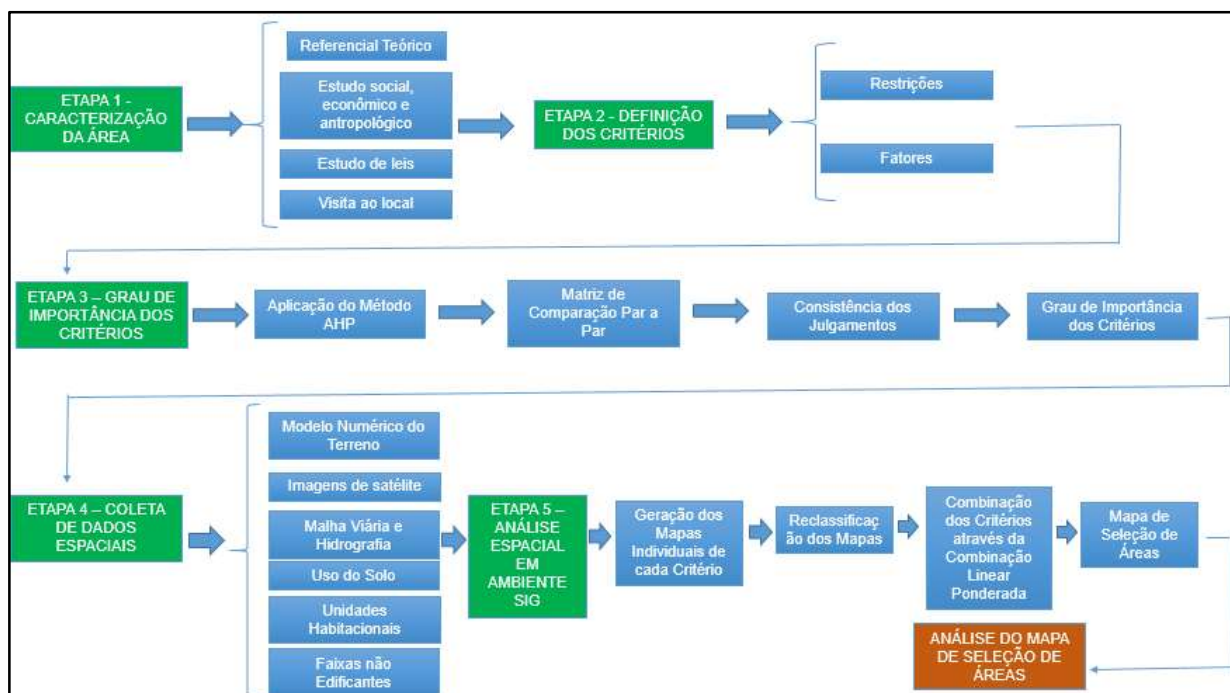 ETAPA 1 -
CARACTERIZAÇÃO
DA ÁREA
Referencial Teórico
Estudo social,
econômico e
antropológico
Estudo de leis
Visita ao local
ETAPA 2 - DEFINIÇÃO
DOS CRITÉRIOS
Restrições
Fatores
ETAPA 3 – GRAU DE
IMPORTÂNCIA DOS
CRITÉRIOS
Aplicação do Método
AHP
Matriz de
Comparação Par a
Par
Consistência dos
Julgamentos
Grau de Importância
dos Critérios
ETAPA 4 – COLETA
DE DADOS
ESPACIAIS
Modelo Numérico do
Terreno
Imagens de satélite
Malha Viária e
Hidrografia
Uso do Solo
Unidades
Habitacionais
Faixas não
Edificantes
ETAPA 5 –
ANÁLISE
ESPACIAL
EM
AMBIENTE
SIG
Geração dos
Mapas
Individuais de
cada Critério
Reclassificaç
ão dos Mapas
Combinação
dos Critérios
através da
Combinação
Linear
Ponderada
Mapa de
Seleção de
Áreas
ANÁLISE DO MAPA
DE SELEÇÃO DE
ÁREAS